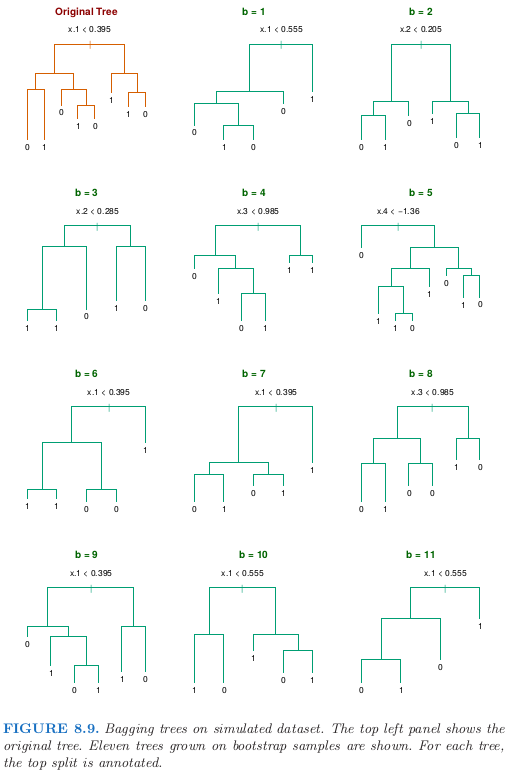 Original Tree
x.1 < 0.395
1
0
1 0
1 0
0 1
b = 1
x.1 < 0.555
1
0
0
1 0
b = 2
x.2 < 0.205
0
1
0 1
0 1
b = 3
x.2 < 0.285
1 0
0
1 1
b = 4
x.3 < 0.985
0
1 1
1
0 1
b = 5
x.4 < −1.36
0
0
1
1 0
1
1 0
b = 6
x.1 < 0.395
1
1 1 0 0
b = 7
x.1 < 0.395
1
0 1
0 1
b = 8
x.3 < 0.985
1 0
0 0
0 1
b = 9
x.1 < 0.395
0
1
1 0
0 1
b = 10
x.1 < 0.555
1
0 1
1 0
b = 11
x.1 < 0.555
1
0
0 1
FIGURE 8.9. Bagging trees on simulated dataset. The top left panel shows the
original tree. Eleven trees grown on bootstrap samples are shown. For each tree,
the top split is annotated.